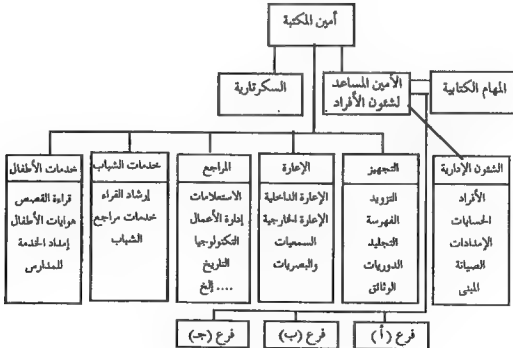 أمين المكتبة
المهام الكتابية
الأمين المساعد
لشئون الأفراد
السكرتارية
الشئون الإدارية
الأفراد
الحسابات
الإمدادات
الصيانة
المبنى
التجهيز
التزويد
الفهرسة
التجليد
الدوريات
الوثائق
الإعارة
الإعارة الداخلية
الإعارة الخارجية
السمعيات
والبصريات
المراجع
الاستعلامات
إدارة الأعمال
التكنولوجيا
التاريخ
.... إلخ
خدمات الشباب
إرشاد القراء
خدمات مراجع
الشباب
خدمات الأطفال
قراءة القصص
هوايات الأطفال
إمداد الخدمة
للمدارس
فرع ( أ )
فرع (ب)
فرع (جـ)